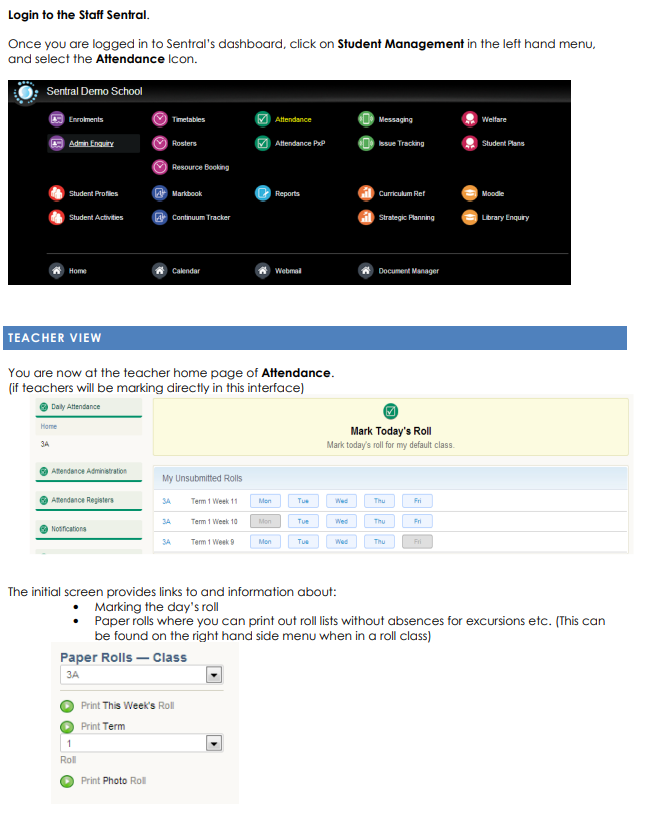 Login to the Staff Sentral.
Once you are logged in to Sentral's dashboard, click on Student Management in the left hand menu,
and select the Attendance Icon.
Sentral Demo School
Enrolments Timetables Attendance Messaging Welfare
Admin Enquiry Rosters Attendance PxP Issue Tracking Student Plans
Resource Booking
Student Profiles Markbook Reports Curriculum Ref Moodle
Student Activities Continuum Tracker Strategic Planning Library Enquiry
Home Calendar Webmail Document Manager
TEACHER VIEW
You are now at the teacher home page of Attendance.
(if teachers will be marking directly in this interface)
Daily Attendance
Home
3A
Attendance Administration
Attendance Registers
Notifications
Mark Today's Roll
Mark today's roll for my default class.
My Unsubmitted Rolls
3A Term 1 Week 11 Mon Tue Wed Thu Fri
3A Term 1 Week 10 Mon Tue Wed Thu Fri
3A Term 1 Week 9 Mon Tue Wed Thu Fri
The initial screen provides links to and information about:
• Marking the day's roll
• Paper rolls where you can print out roll lists without absences for excursions etc. (This can
be found on the right hand side menu when in a roll class)
Paper Rolls — Class
3A
Print This Week's Roll
Print Term
1
Roll
Print Photo Roll